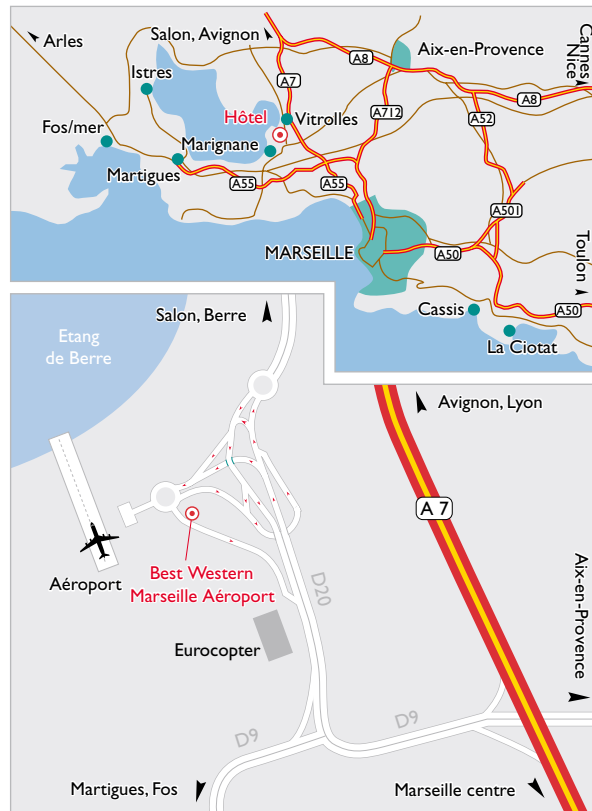 Arles
Salon, Avignon
Aix-en-Provence
Cannes
Nice
A8
A7
Istres
A712
A8
Hôtel
Vitrolles
A52
Fos/mer
Marignane
Martigues
A55
A55
A501
MARSEILLE
A50
Toulon
Cassis
A50
La Ciotat
Salon, Berre
Etang
de Berre
Avignon, Lyon
A 7
Aéroport
Best Western
Marseille Aéroport
D20
Aix-en-Provence
Eurocopter
D9
D9
Martigues, Fos
Marseille centre